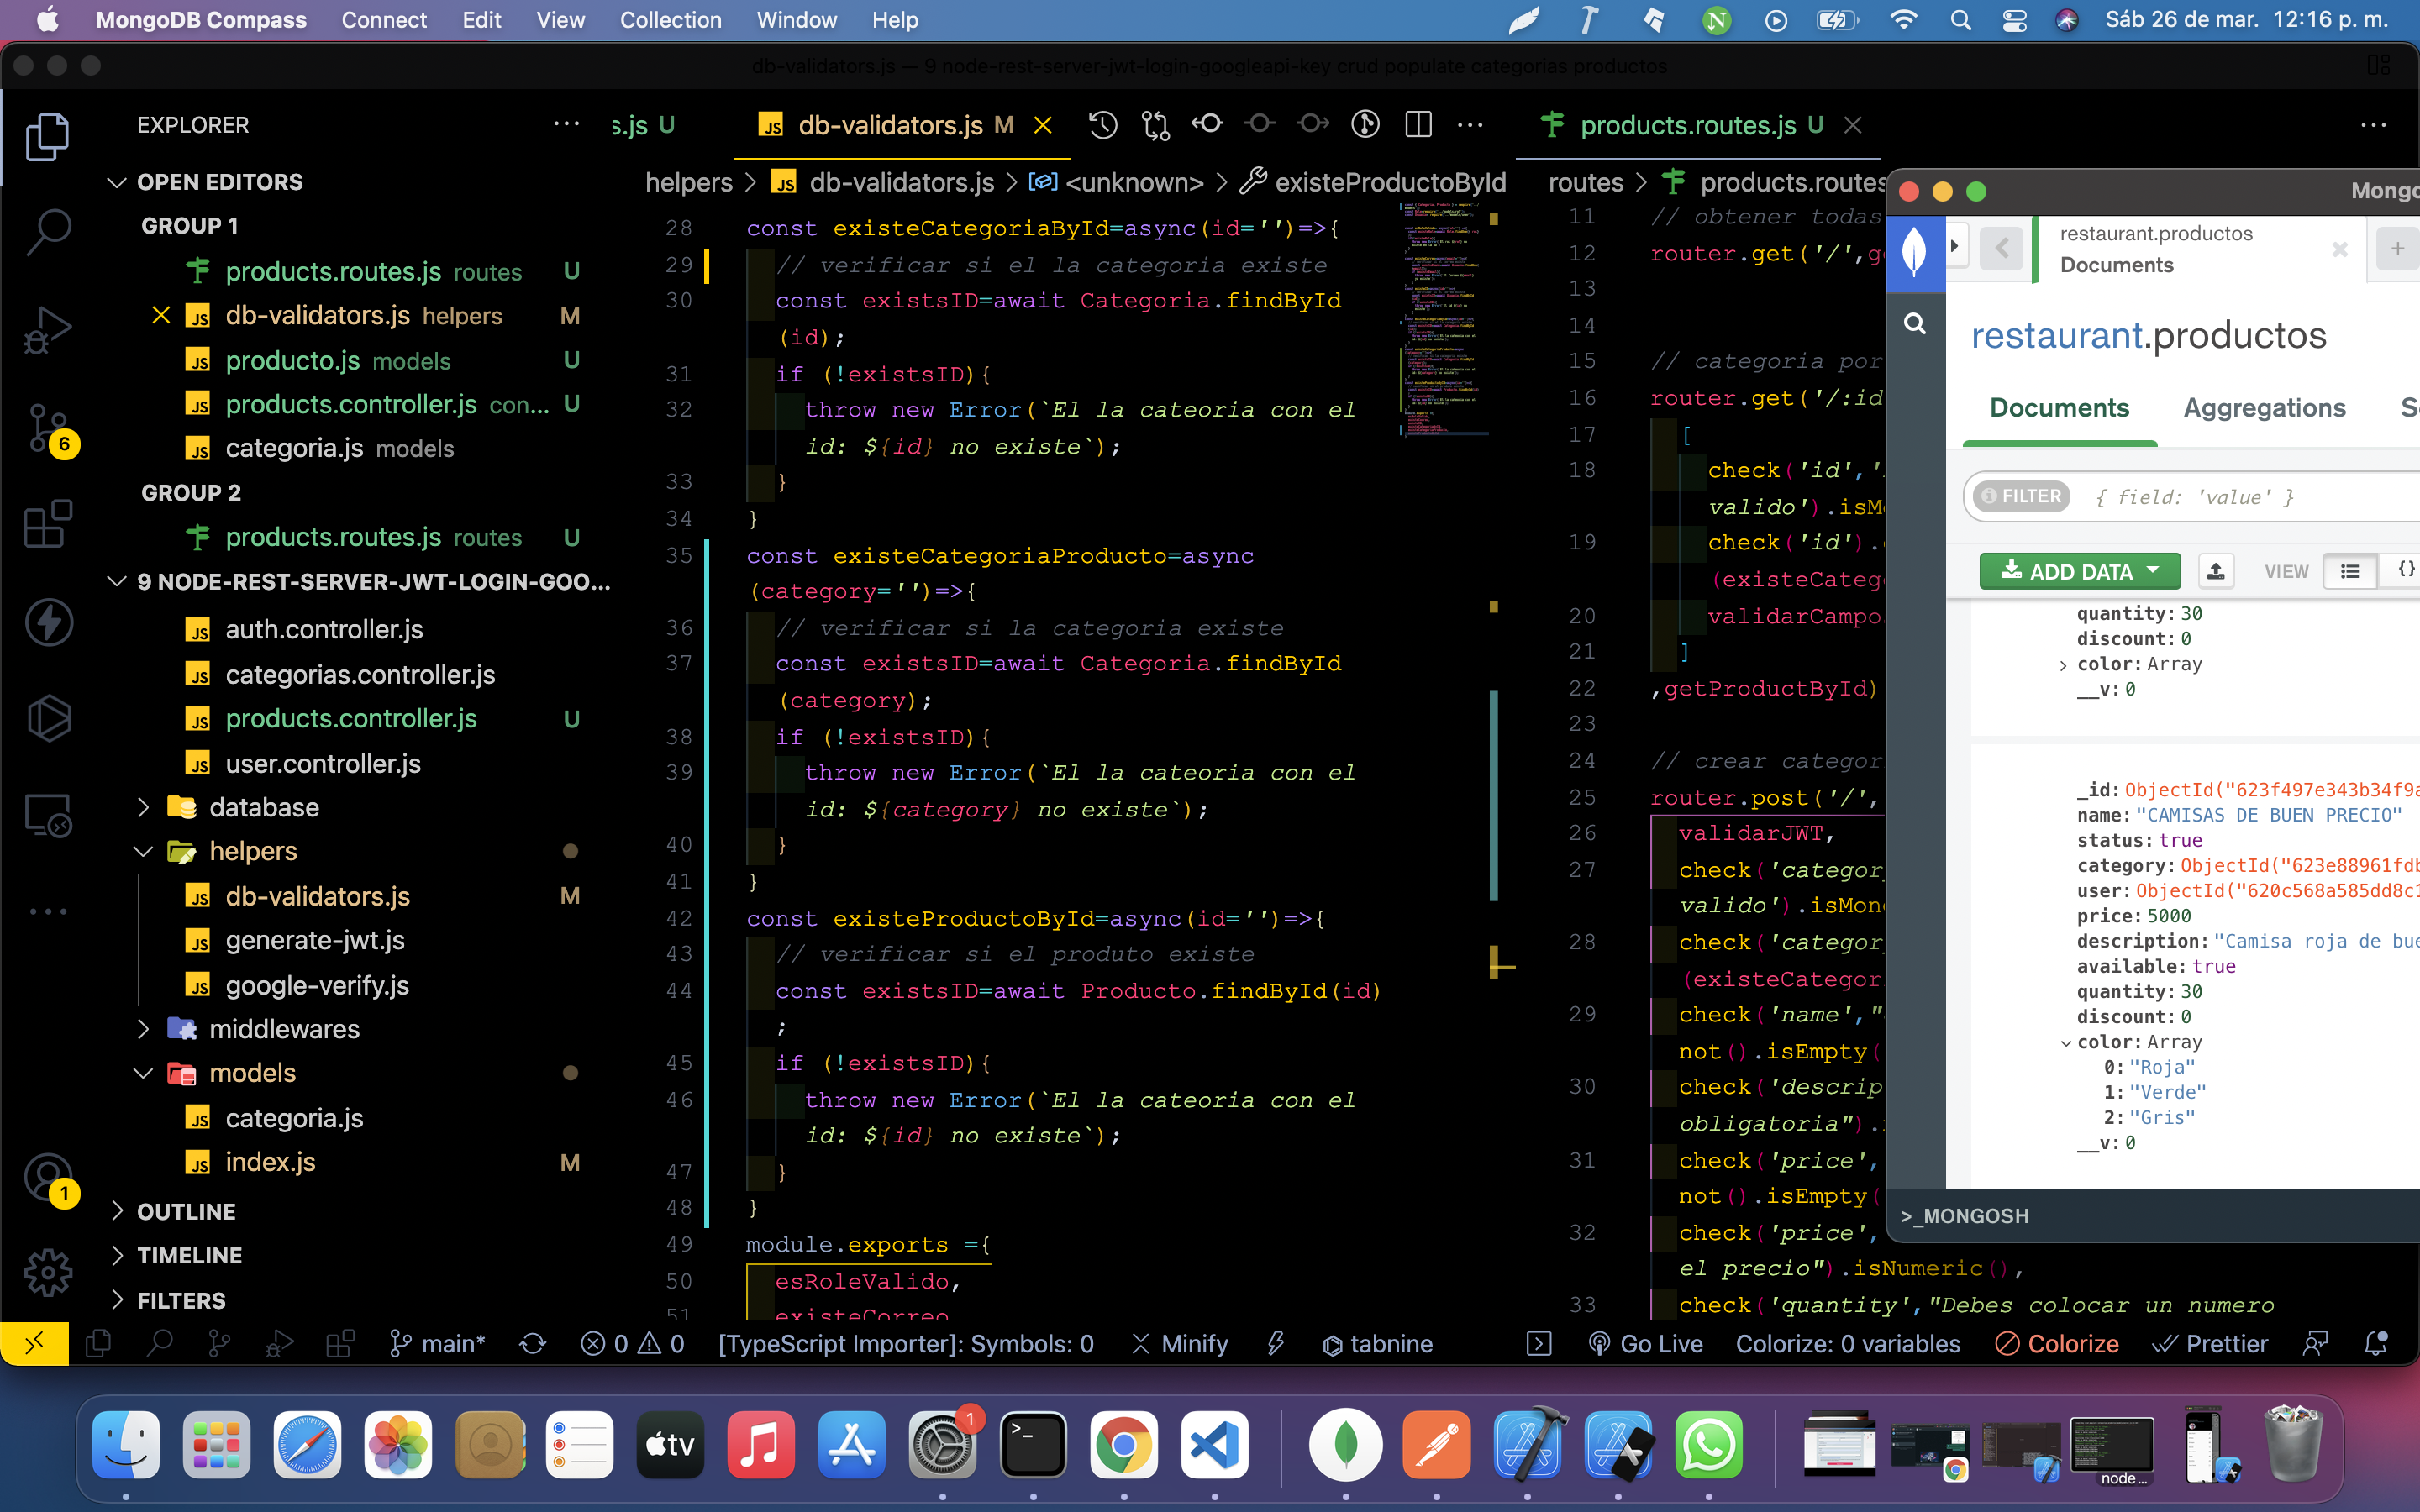 MongoDB Compass Connect Edit View Collection Window Help
Sáb 26 de mar. 12:16 p. m.
db-validators.js — 9 node-rest-server-jwt-login-googleapi-key crud populate categorias productos
EXPLORER
OPEN EDITORS
GROUP 1
products.routes.js routes U
db-validators.js helpers M
producto.js models U
products.controller.js con... U
categoria.js models
GROUP 2
products.routes.js routes U
9 NODE-REST-SERVER-JWT-LOGIN-GOO...
auth.controller.js
categorias.controller.js
products.controller.js U
user.controller.js
database
helpers
db-validators.js M
generate-jwt.js
google-verify.js
middlewares
models
categoria.js
index.js M
OUTLINE
TIMELINE
FILTERS
6
1
s.js U
db-validators.js M
helpers > db-validators.js > <unknown> > existeProductoById
28 const existeCategoriaById=async(id='')=>{
29 // verificar si el la categoria existe
30 const existsID=await Categoria.findById
(id);
31 if (!existsID){
32 throw new Error(`El la cateoria con el
id: ${id} no existe`);
33 }
34 }
35 const existeCategoriaProducto=async
(category='')=>{
36 // verificar si la categoria existe
37 const existsID=await Categoria.findById
(category);
38 if (!existsID){
39 throw new Error(`El la cateoria con el
id: ${category} no existe`);
40 }
41 }
42 const existeProductoById=async(id='')=>{
43 // verificar si el produto existe
44 const existsID=await Producto.findById(id)
;
45 if (!existsID){
46 throw new Error(`El la cateoria con el
id: ${id} no existe`);
47 }
48 }
49 module.exports ={
50 esRoleValido,
51 existeCorreo,
products.routes.js U
routes > products.routes
11 // obtener todas
12 router.get('/',g
13
14
15 // categoria por
16 router.get('/:id
17 [
18 check('id',
valido').isM
19 check('id').
(existeCateg
20 validarCampo
21 ]
22 ,getProductById)
23
24 // crear categor
25 router.post('/',
26 validarJWT,
27 check('categor
valido').isMon
28 check('categor
(existeCategor
29 check('name',"
not().isEmpty(
30 check('descrip
obligatoria").
31 check('price',
not().isEmpty(
32 check('price',
el precio").isNumeric(),
33 check('quantity',"Debes colocar un numero
Mongo
restaurant.productos
Documents
restaurant.productos
Documents Aggregations S
FILTER { field: 'value' }
ADD DATA VIEW {}
quantity: 30
discount: 0
color: Array
__v: 0
_id: ObjectId("623f497e343b34f9a
name: "CAMISAS DE BUEN PRECIO"
status: true
category: ObjectId("623e88961fdb
user: ObjectId("620c568a585dd8c1
price: 5000
description: "Camisa roja de bue
available: true
quantity: 30
discount: 0
color: Array
0: "Roja"
1: "Verde"
2: "Gris"
__v: 0
>_MONGOSH
main* 0 0 [TypeScript Importer]: Symbols: 0 Minify tabnine Go Live Colorize: 0 variables Colorize Prettier
tv
1
node ...